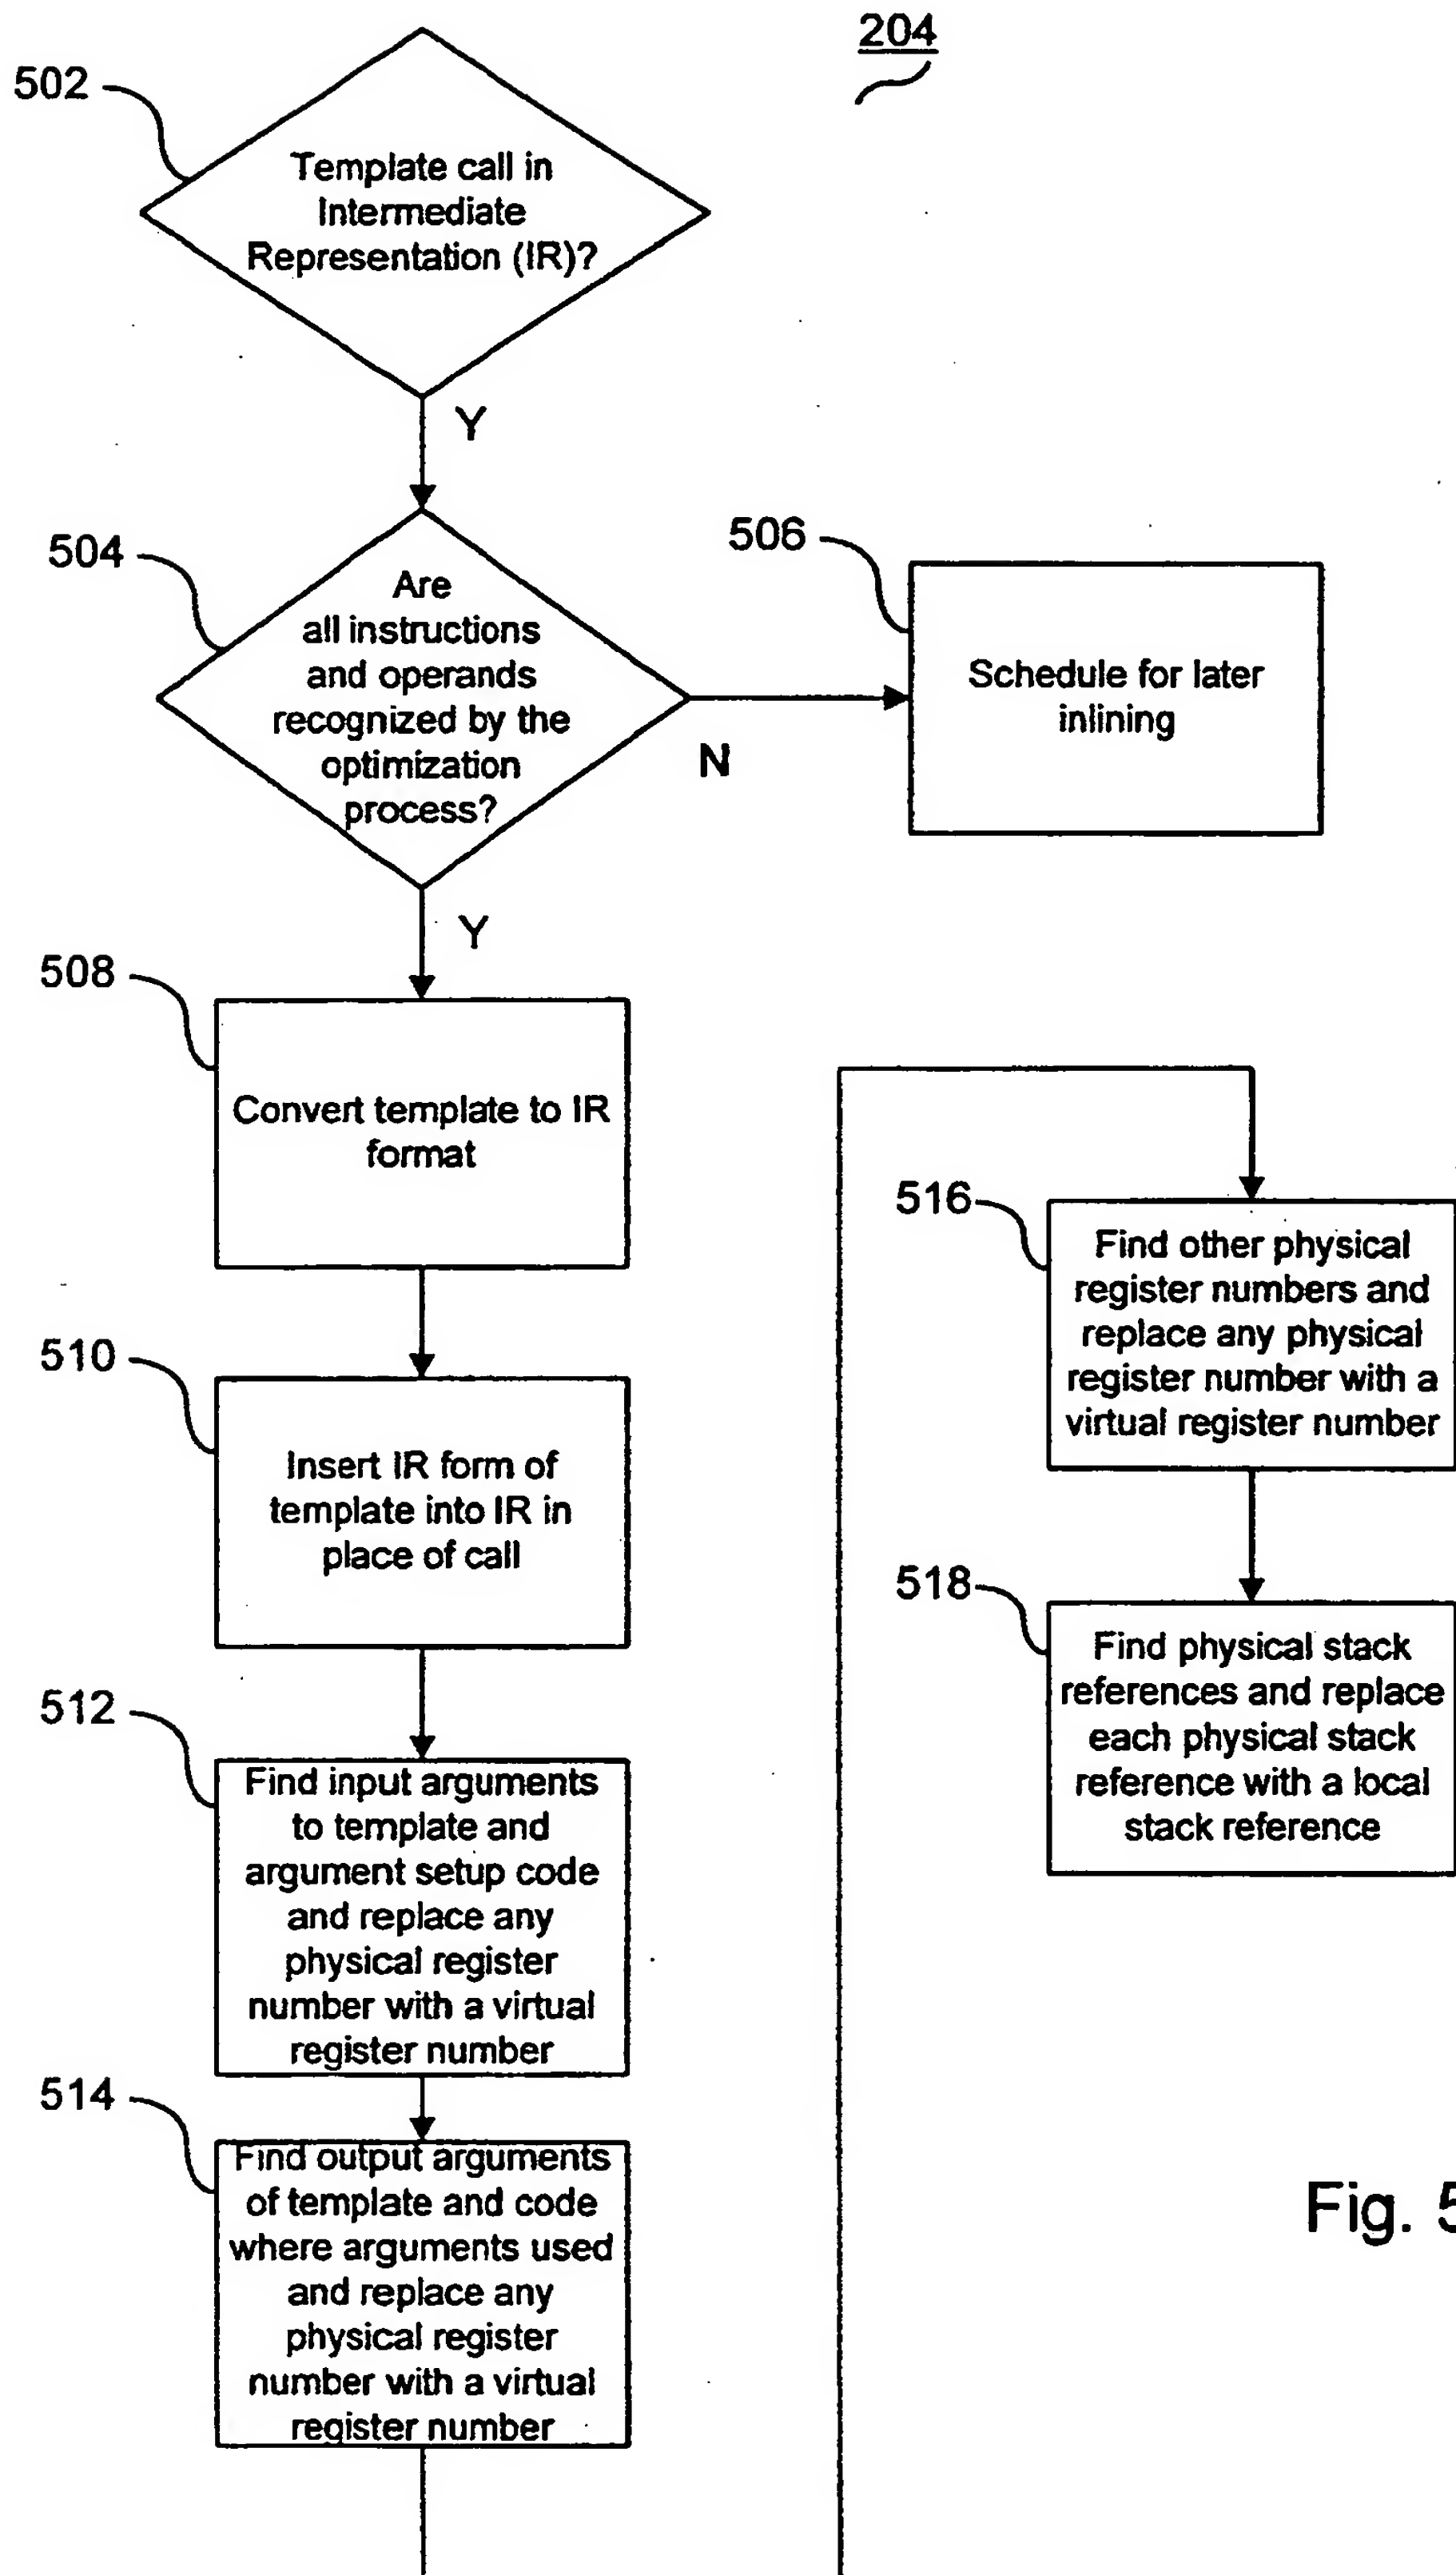 204
502
Template call in
Intermediate
Representation (IR)?
Y
504
Are
all instructions
and operands
recognized by the
optimization
process?
N
506
Schedule for later
inlining
Y
508
Convert template to IR
format
510
Insert IR form of
template into IR in
place of call
512
Find input arguments
to template and
argument setup code
and replace any
physical register
number with a virtual
register number
514
Find output arguments
of template and code
where arguments used
and replace any
physical register
number with a virtual
register number
516
Find other physical
register numbers and
replace any physical
register number with a
virtual register number
518
Find physical stack
references and replace
each physical stack
reference with a local
stack reference
Fig. 5